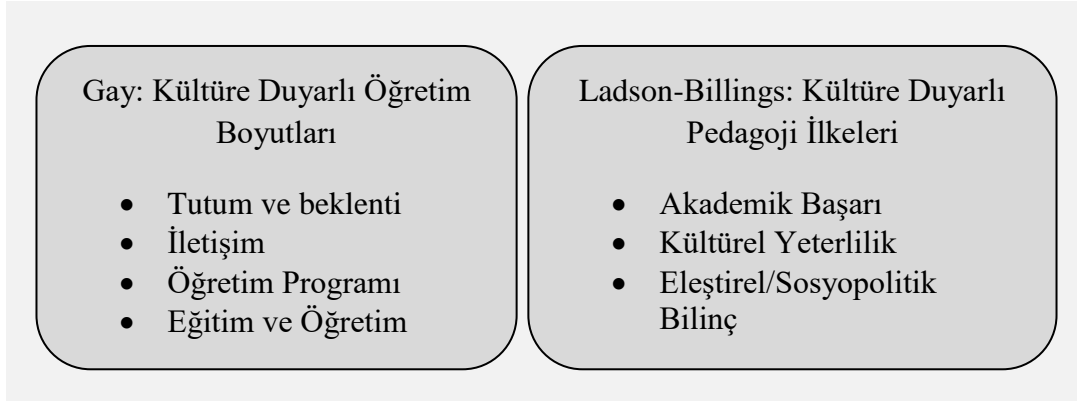 Gay: Kültüre Duyarlı Öğretim
Boyutları
• Tutum ve beklenti
• İletişim
• Öğretim Programı
• Eğitim ve Öğretim
Ladson-Billings: Kültüre Duyarlı
Pedagoji İlkeleri
• Akademik Başarı
• Kültürel Yeterlilik
• Eleştirel/Sosyopolitik
Bilinç